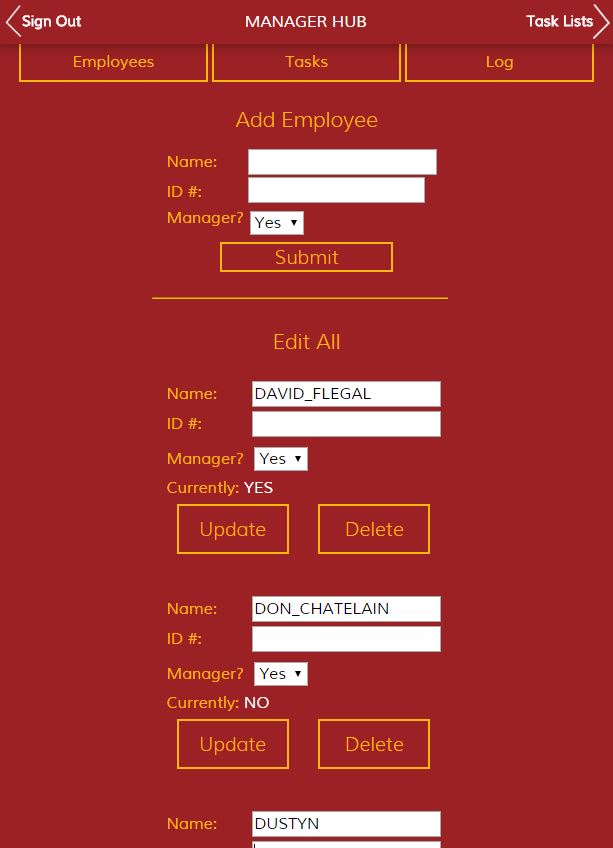 Sign Out MANAGER HUB Task Lists
Employees Tasks Log
Add Employee
Name:
ID #:
Manager? Yes
Submit
Edit All
Name: DAVID_FLEGAL
ID #:
Manager? Yes
Currently: YES
Update Delete
Name: DON_CHATELAIN
ID #:
Manager? Yes
Currently: NO
Update Delete
Name: DUSTYN